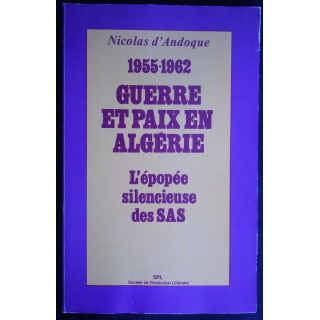 Nicolas d'Andoque
1955-1962
GUERRE
ET PAIX EN
ALGÉRIE
L'épopée
silencieuse
des SAS
SPL
Société de Production Littéraire